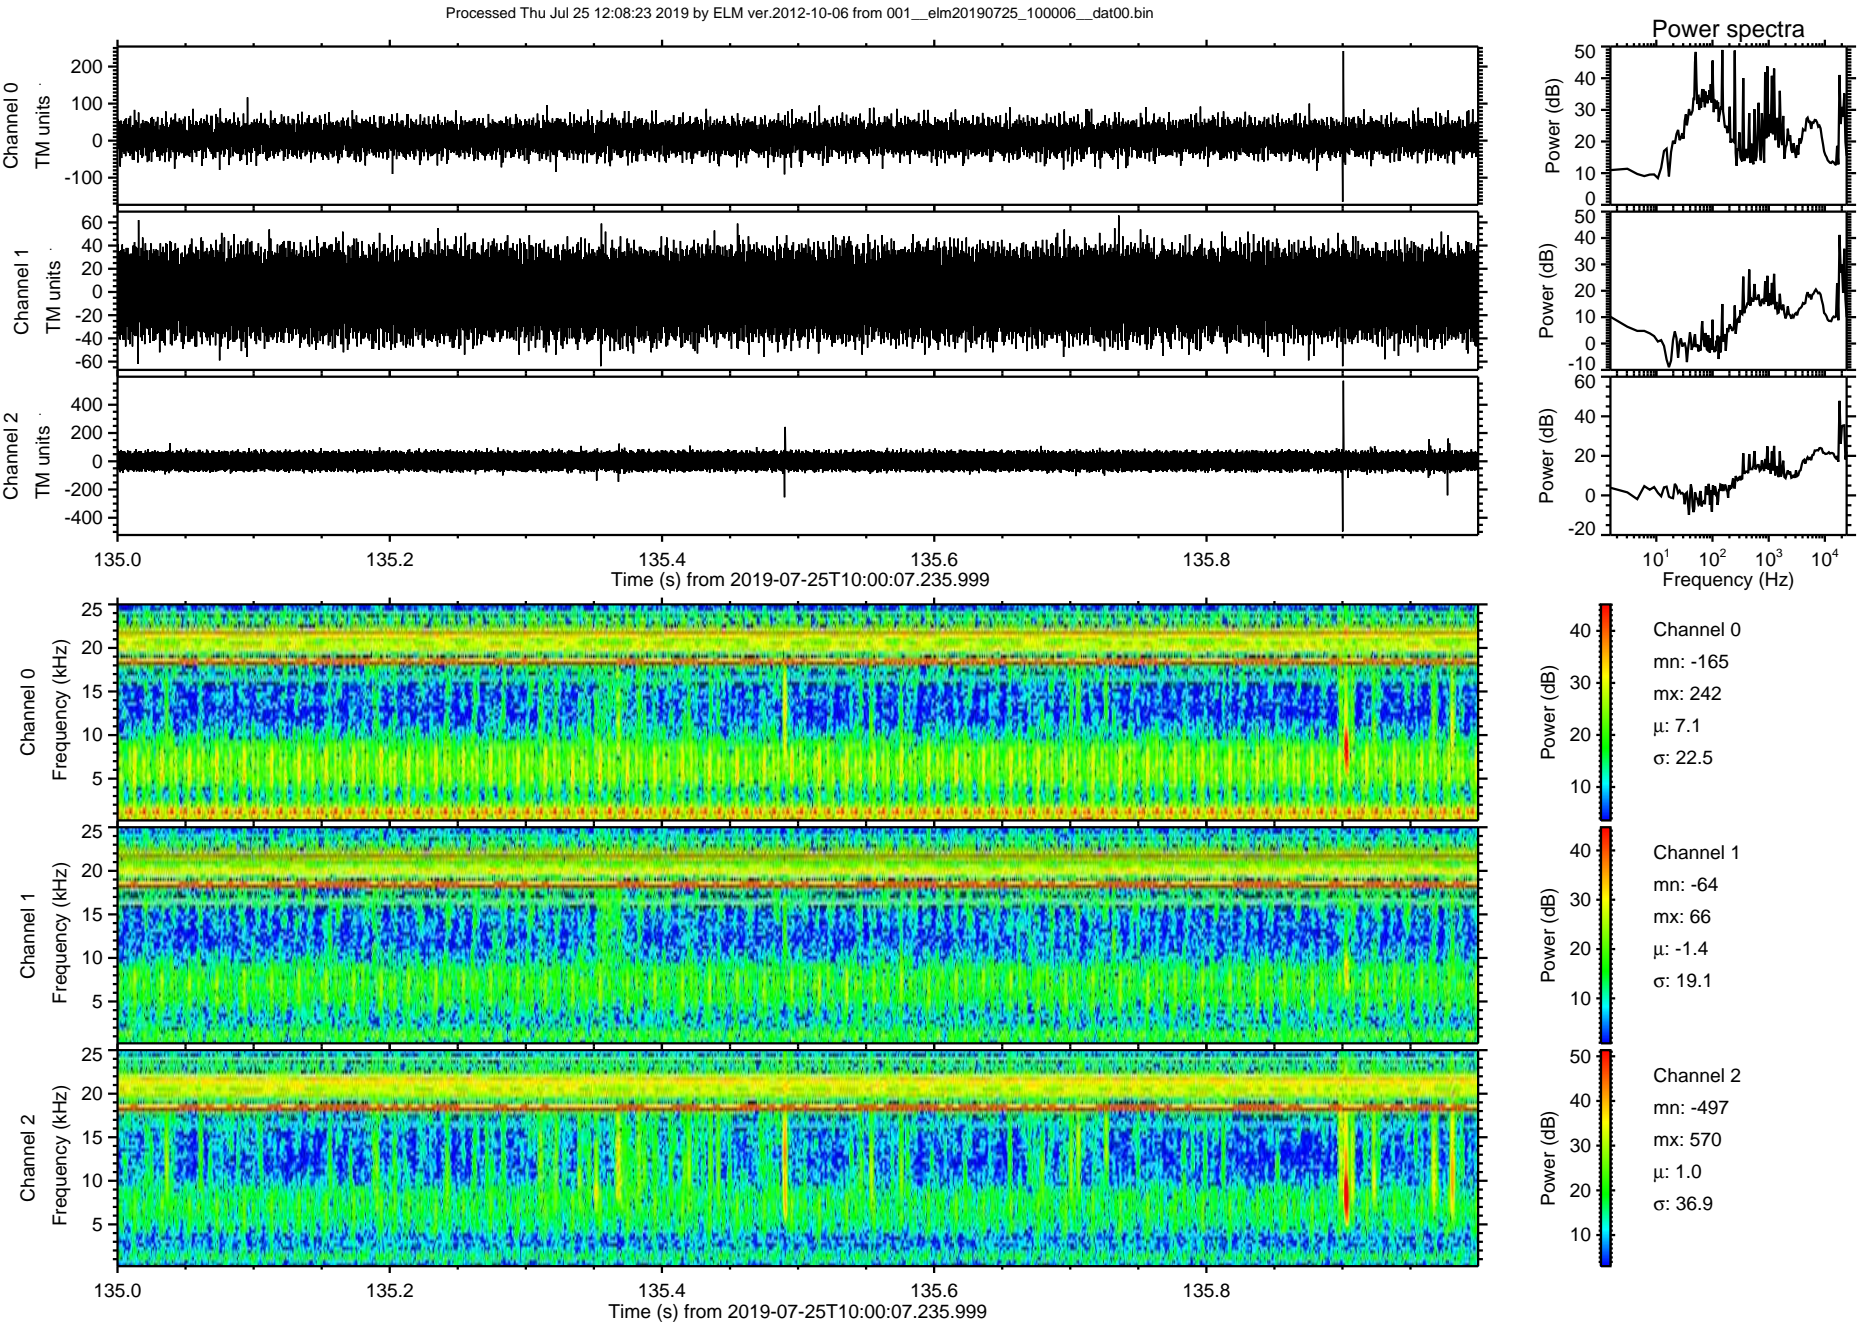 Processed Thu Jul 25 12:08:23 2019 by ELM ver.2012-10-06 from 001__elm20190725_100006__dat00.bin
Power spectra
Channel 0
TM units
200
100
0
-100
Power (dB)
50
40
30
20
10
0
Channel 1
TM units
60
40
20
0
-20
-40
-60
Power (dB)
50
40
30
20
10
0
-10
Channel 2
TM units
400
200
0
-200
-400
Power (dB)
60
40
20
0
-20
135.0 135.2 135.4 135.6 135.8
Time (s) from 2019-07-25T10:00:07.235.999
10¹ 10² 10³ 10⁴
Frequency (Hz)
Channel 0
Frequency (kHz)
25
20
15
10
5
Power (dB)
40
30
20
10
Channel 0
mn: -165
mx: 242
μ: 7.1
σ: 22.5
Channel 1
Frequency (kHz)
25
20
15
10
5
Power (dB)
40
30
20
10
Channel 1
mn: -64
mx: 66
μ: -1.4
σ: 19.1
Channel 2
Frequency (kHz)
25
20
15
10
5
Power (dB)
50
40
30
20
10
Channel 2
mn: -497
mx: 570
μ: 1.0
σ: 36.9
135.0 135.2 135.4 135.6 135.8
Time (s) from 2019-07-25T10:00:07.235.999